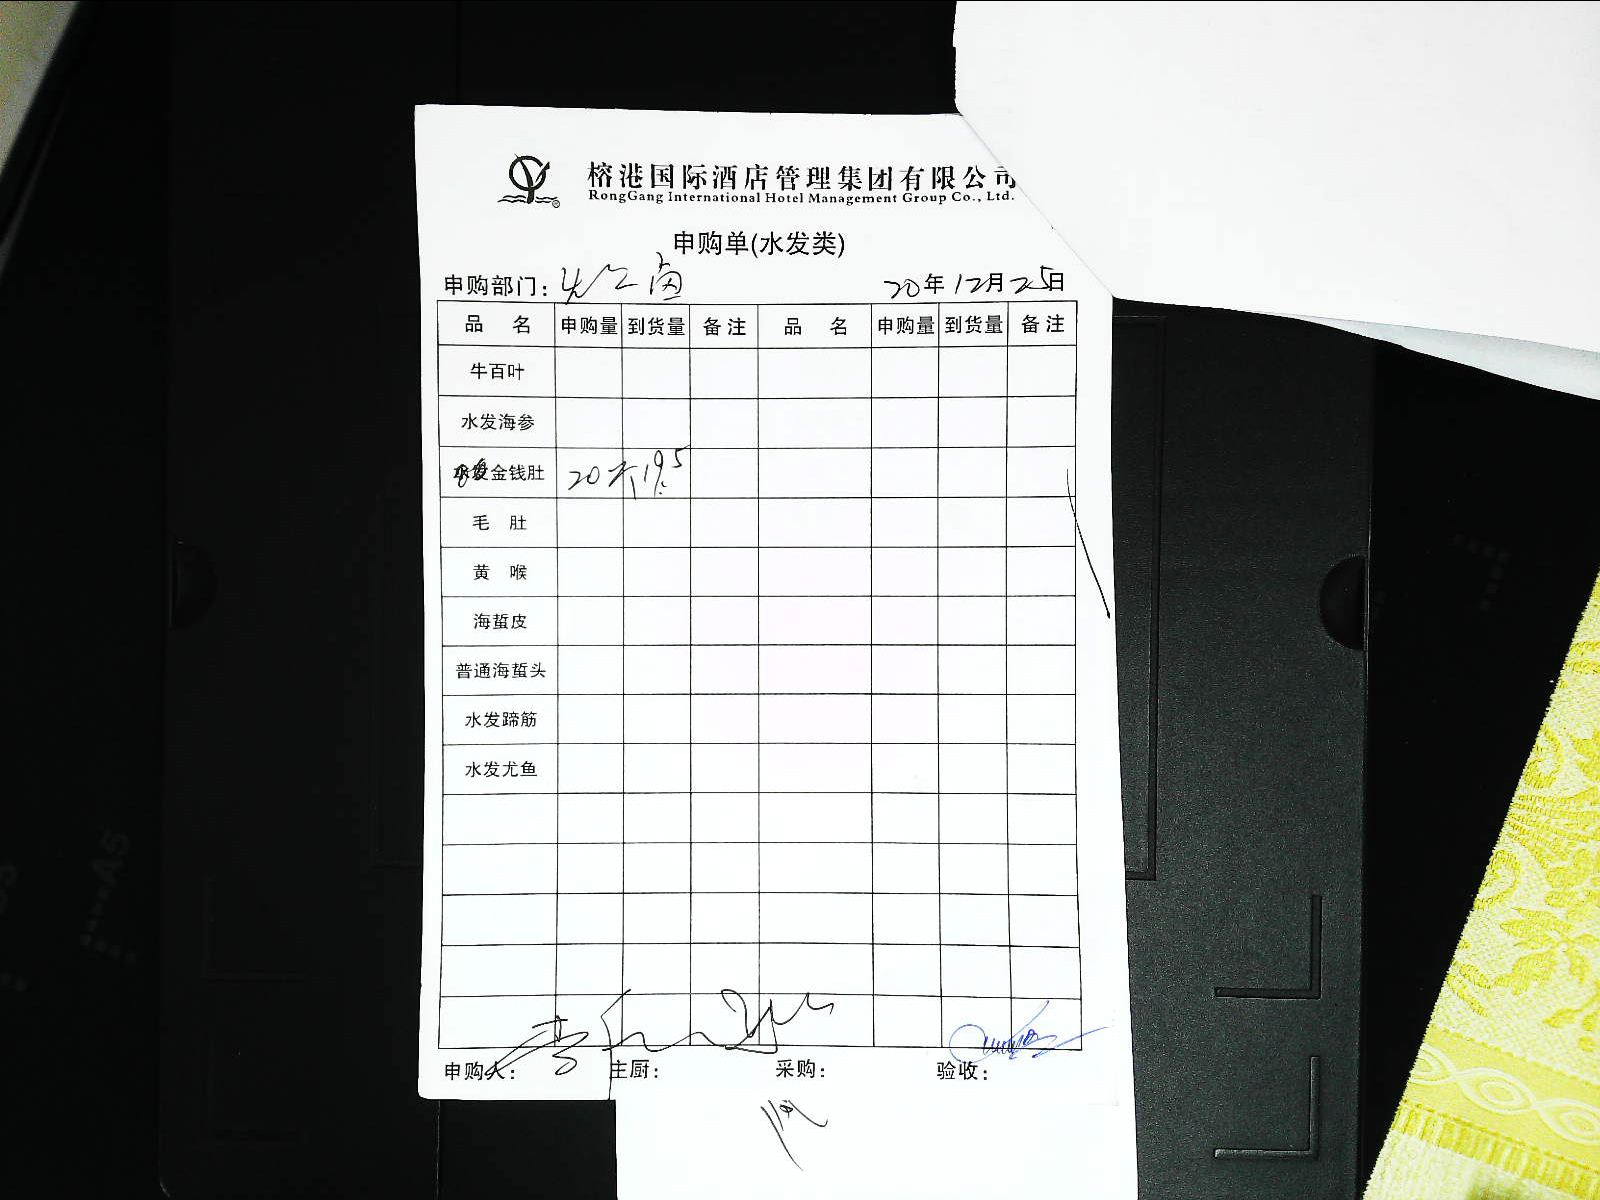 榕港国际酒店管理集团有限公司
RongGang International Hotel Management Group Co., Ltd.
申购单(水发类)
申购部门:
20年12月25日
品 名 申购量 到货量 备注 品 名 申购量 到货量 备注
牛百叶
水发海参
金钱肚 20斤 19.5
毛 肚
黄 喉
海蜇皮
普通海蜇头
水发蹄筋
水发尤鱼
申购人: 主厨: 采购: 验收:
A5